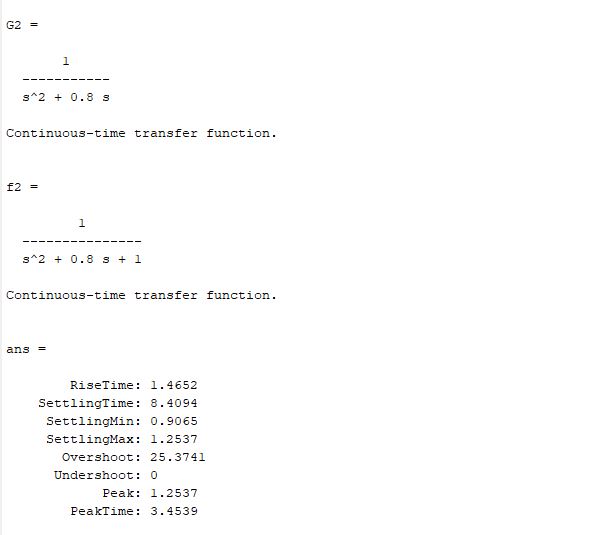 G2 =
1
-----------
s^2 + 0.8 s
Continuous-time transfer function.
f2 =
1
---------------
s^2 + 0.8 s + 1
Continuous-time transfer function.
ans =
RiseTime: 1.4652
SettlingTime: 8.4094
SettlingMin: 0.9065
SettlingMax: 1.2537
Overshoot: 25.3741
Undershoot: 0
Peak: 1.2537
PeakTime: 3.4539